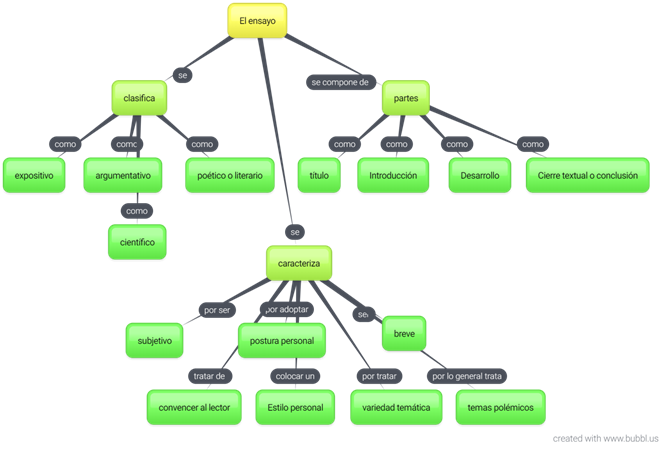 El ensayo
se
se compone de
clasifica
partes
como
como
como
como
como
como
como
expositivo
argumentativo
poético o literario
título
Introducción
Desarrollo
Cierre textual o conclusión
como
científico
se
caracteriza
por ser
por adoptar
ser
subjetivo
postura personal
breve
tratar de
colocar un
por tratar
por lo general trata
convencer al lector
Estilo personal
variedad temática
temas polémicos
created with www.bubbl.us